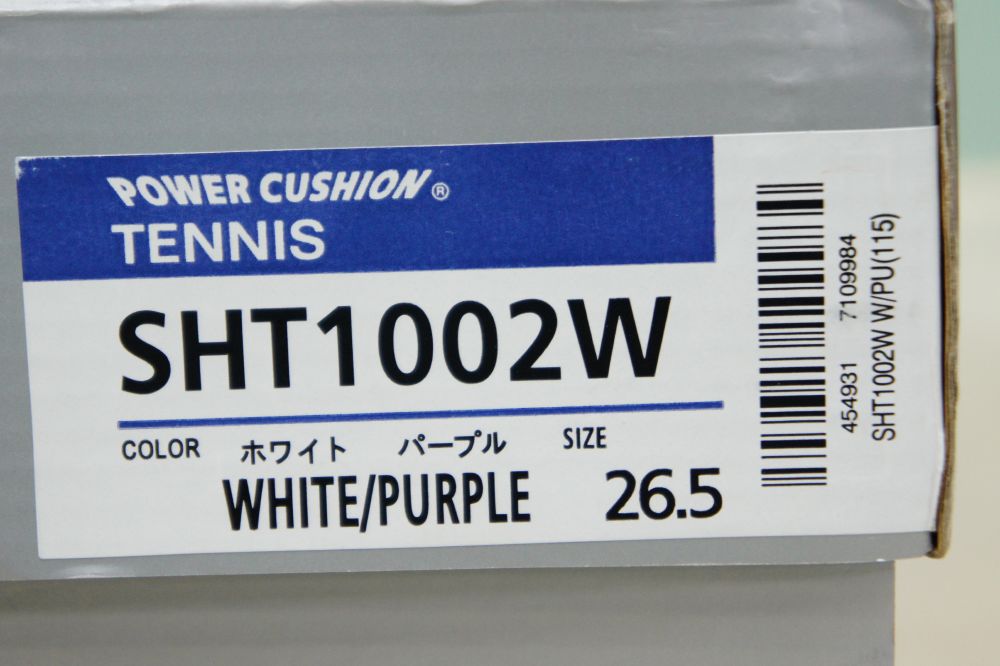 POWER CUSHION®
TENNIS
SHT1002W
COLOR ホワイト パープル SIZE
WHITE/PURPLE 26.5
454931 7109984
SHT1002W W/PU(115)